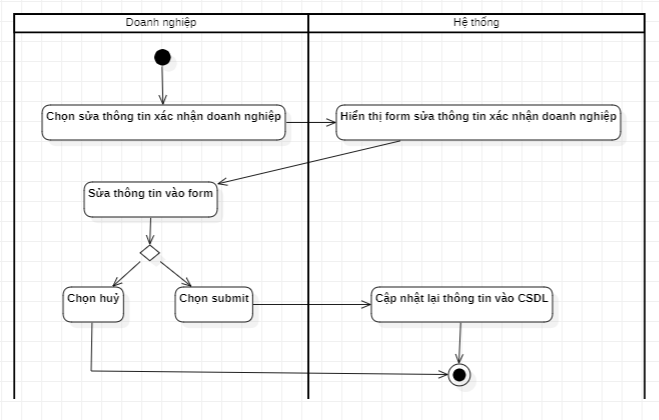 Doanh nghiệp
Hệ thống
Chọn sửa thông tin xác nhận doanh nghiệp
Hiển thị form sửa thông tin xác nhận doanh nghiệp
Sửa thông tin vào form
Chọn huỷ
Chọn submit
Cập nhật lại thông tin vào CSDL